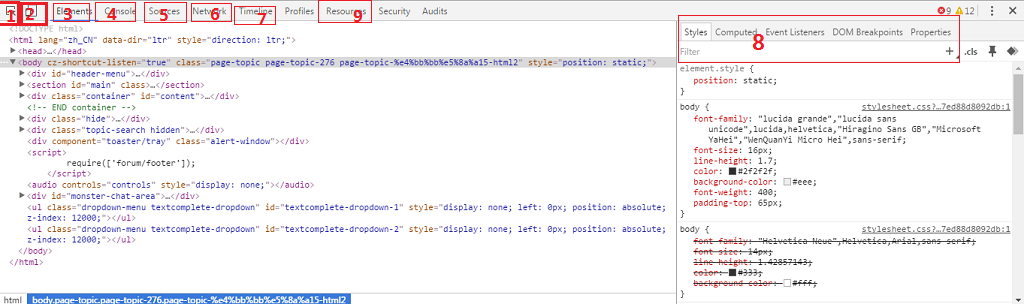 1 2 3 4 5 6 7 9
Elements Console Sources Network Timeline Profiles Resources Security Audits 9 12
<!DOCTYPE html>
<html lang="zh_CN" data-dir="ltr" style="direction: ltr;">
<head>…</head>
<body cz-shortcut-listen="true" class="page-topic page-topic-276 page-topic-%e4%bb%bb%e5%8a%a15-html2" style="position: static;">
<div id="header-menu">…</div>
<section id="main" class>…</section>
<div class="container" id="content">…</div>
<!-- END container -->
<div class="hide">…</div>
<div class="topic-search hidden">…</div>
<div component="toaster/tray" class="alert-window"></div>
<script>
require(['forum/footer']);
</script>
<audio controls="controls" style="display: none;"></audio>
<div id="monster-chat-area">…</div>
<ul class="dropdown-menu textcomplete-dropdown" id="textcomplete-dropdown-1" style="display: none; left: 0px; position: absolute;
z-index: 12000;"></ul>
<ul class="dropdown-menu textcomplete-dropdown" id="textcomplete-dropdown-2" style="display: none; left: 0px; position: absolute;
z-index: 12000;"></ul>
</body>
</html>
html body.page-topic.page-topic-276.page-topic-%e4%bb%bb%e5%8a%a15-html2
Styles Computed Event Listeners DOM Breakpoints Properties
8
Filter + .cls
element.style {
position: static;
}
body { stylesheet.css?…7ed88d8092db:1
font-family: "lucida grande","lucida sans
unicode",lucida,helvetica,"Hiragino Sans GB","Microsoft
YaHei","WenQuanYi Micro Hei",sans-serif;
font-size: 16px;
line-height: 1.7;
color: #2f2f2f;
background-color: #eee;
font-weight: 400;
padding-top: 65px;
}
body { stylesheet.css?…7ed88d8092db:1
font-family: "Helvetica Neue",Helvetica,Arial,sans-serif;
font-size: 14px;
line-height: 1.42857143;
color: #333;
background-color: #fff;
}